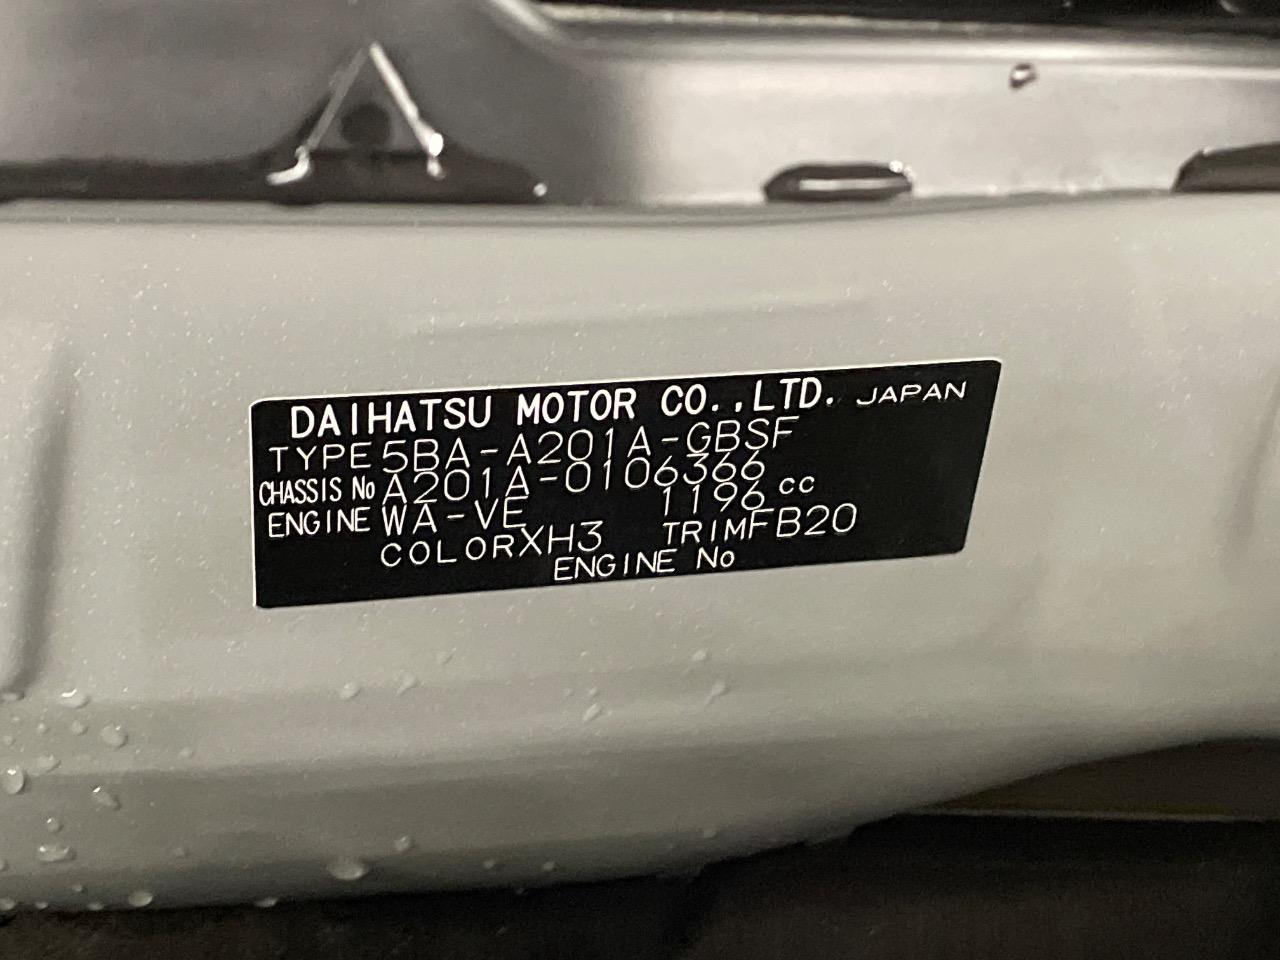 DAIHATSU MOTOR CO.,LTD. JAPAN
TYPE 5BA-A201A-GBSF
CHASSIS No A201A-0106366
ENGINE WA-VE 1196 cc
COLOR XH3 TRIM FB20
ENGINE No